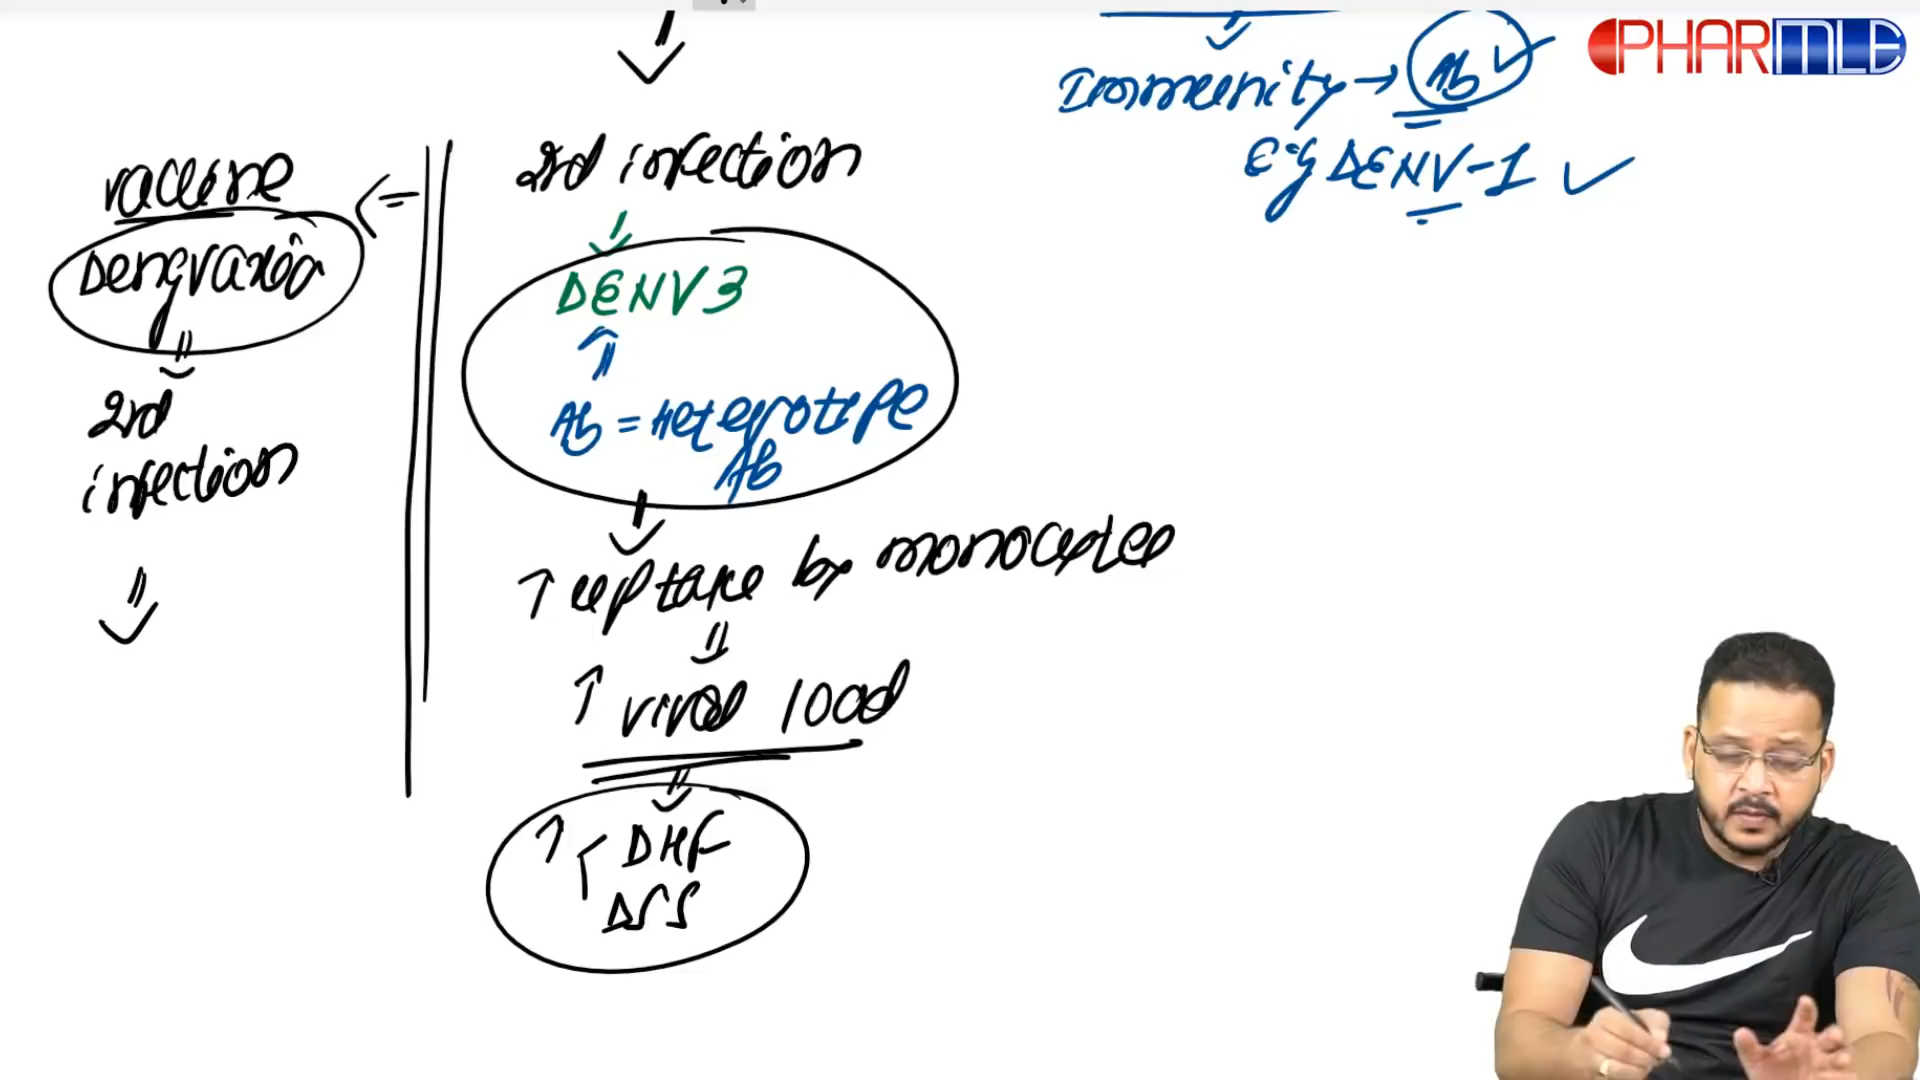 PHARMLE
Immunity → Ab ✓
E.g DENV-1 ✓
vaccine
Dengvaxia
2nd
infection
2nd infection
DENV3
Ab = Heterotype
Ab
↑ uptake by monocytes
↑ viral load
↑ DHF
DSS